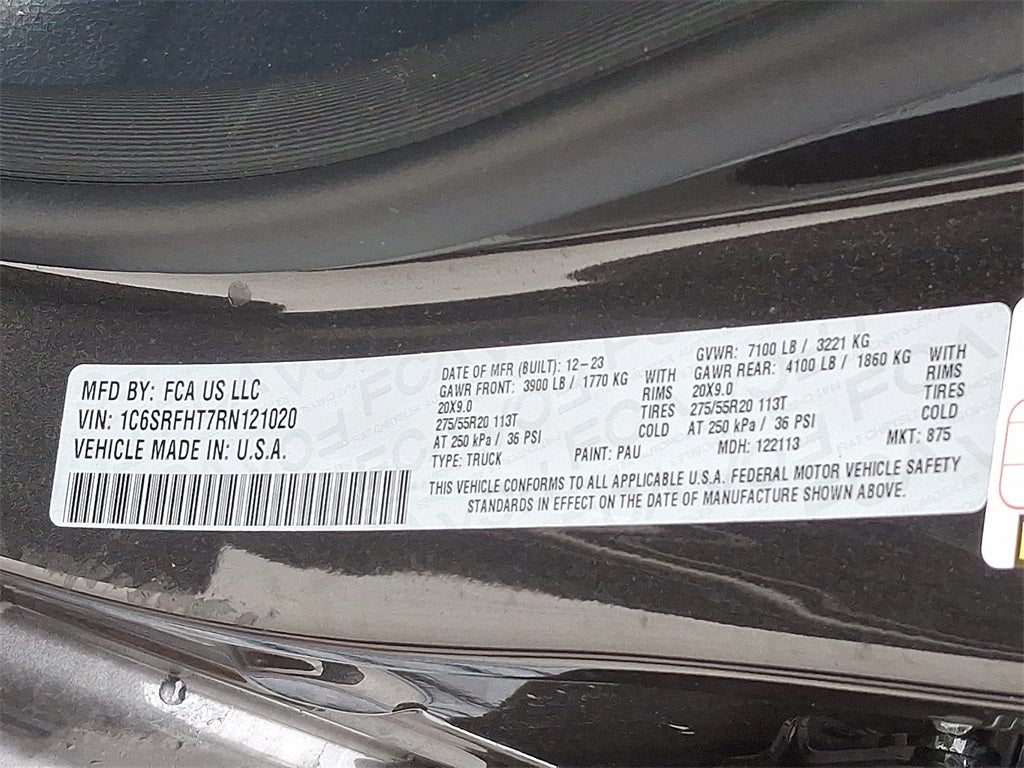 MFD BY: FCA US LLC
VIN: 1C6SRFHT7RN121020
VEHICLE MADE IN: U.S.A.
DATE OF MFR (BUILT): 12-23
GAWR FRONT: 3900 LB / 1770 KG WITH
20X9.0 RIMS
275/55R20 113T TIRES
AT 250 kPa / 36 PSI COLD
TYPE: TRUCK PAINT: PAU
GVWR: 7100 LB / 3221 KG
GAWR REAR: 4100 LB / 1860 KG WITH
20X9.0 RIMS
275/55R20 113T TIRES
AT 250 kPa / 36 PSI COLD
MDH: 122113 MKT: 875
THIS VEHICLE CONFORMS TO ALL APPLICABLE U.S.A. FEDERAL MOTOR VEHICLE SAFETY
STANDARDS IN EFFECT ON THE DATE OF MANUFACTURE SHOWN ABOVE.